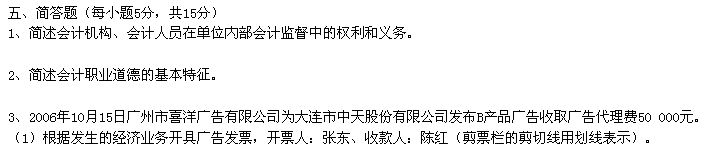 五、简答题（每小题5分，共15分）
1、简述会计机构、会计人员在单位内部会计监督中的权利和义务。
2、简述会计职业道德的基本特征。
3、2006年10月15日广州市喜洋广告有限公司为大连市中天股份有限公司发布B产品广告收取广告代理费50 000元。
（1）根据发生的经济业务开具广告发票，开票人：张东、收款人：陈红（剪票栏的剪切线用划线表示）。